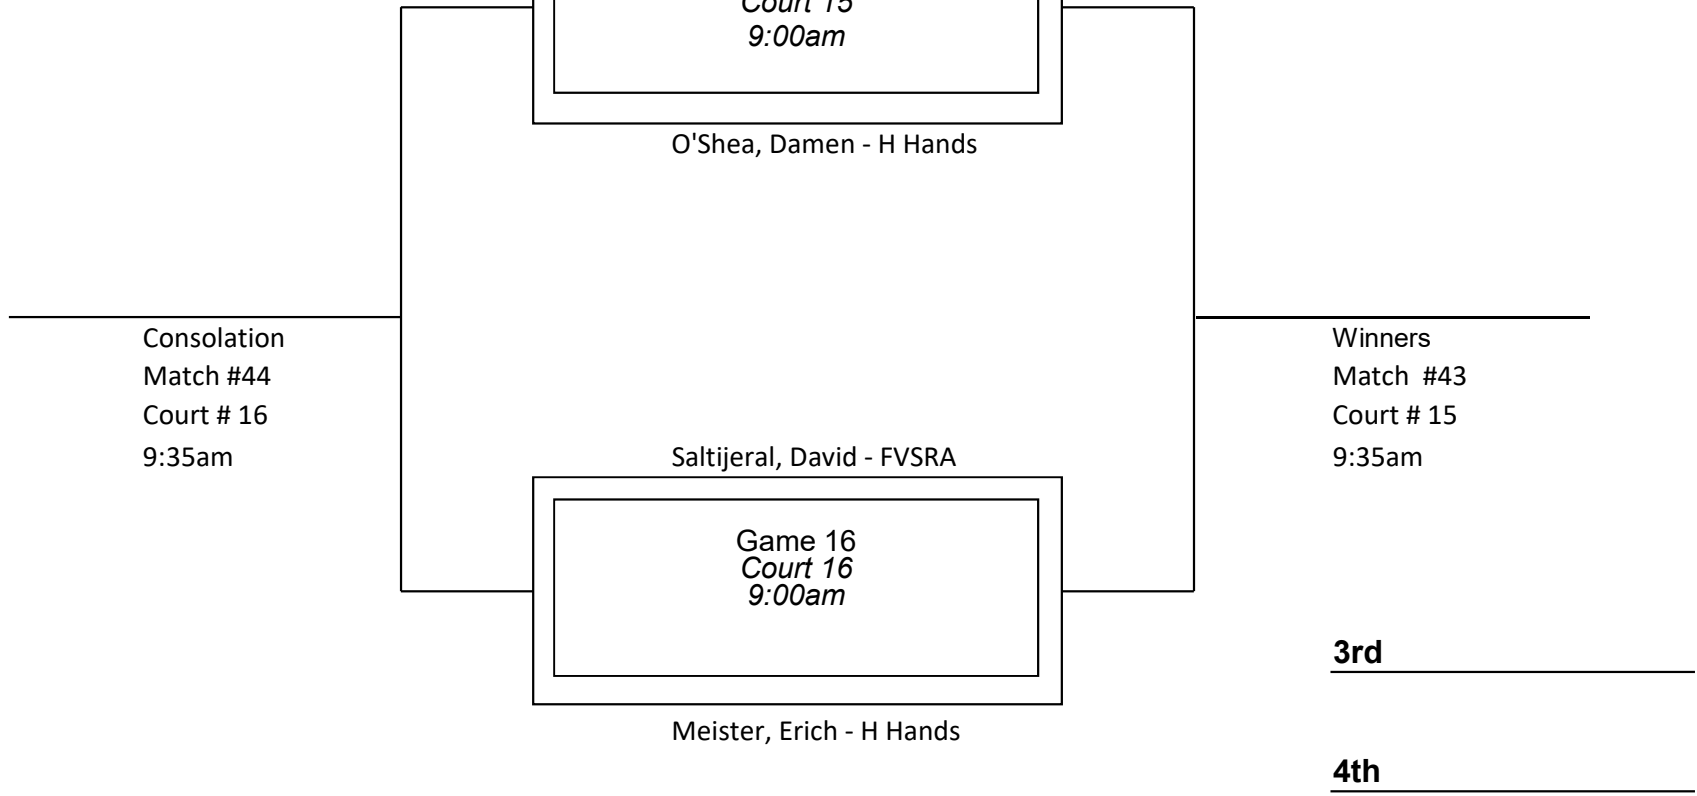 Court 15
9:00am
O'Shea, Damen - H Hands
Consolation
Match #44
Court # 16
9:35am
Winners
Match  #43
Court # 15
9:35am
Saltijeral, David - FVSRA
Game 16
Court 16
9:00am
Meister, Erich - H Hands
3rd
4th